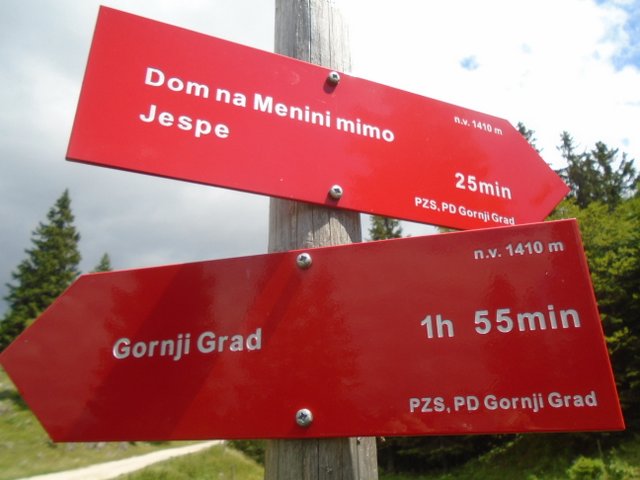 Dom na Menini mimo
Jespe
n.v. 1410 m
25min
PZS, PD Gornji Grad
n.v. 1410 m
Gornji Grad
1h 55min
PZS, PD Gornji Grad